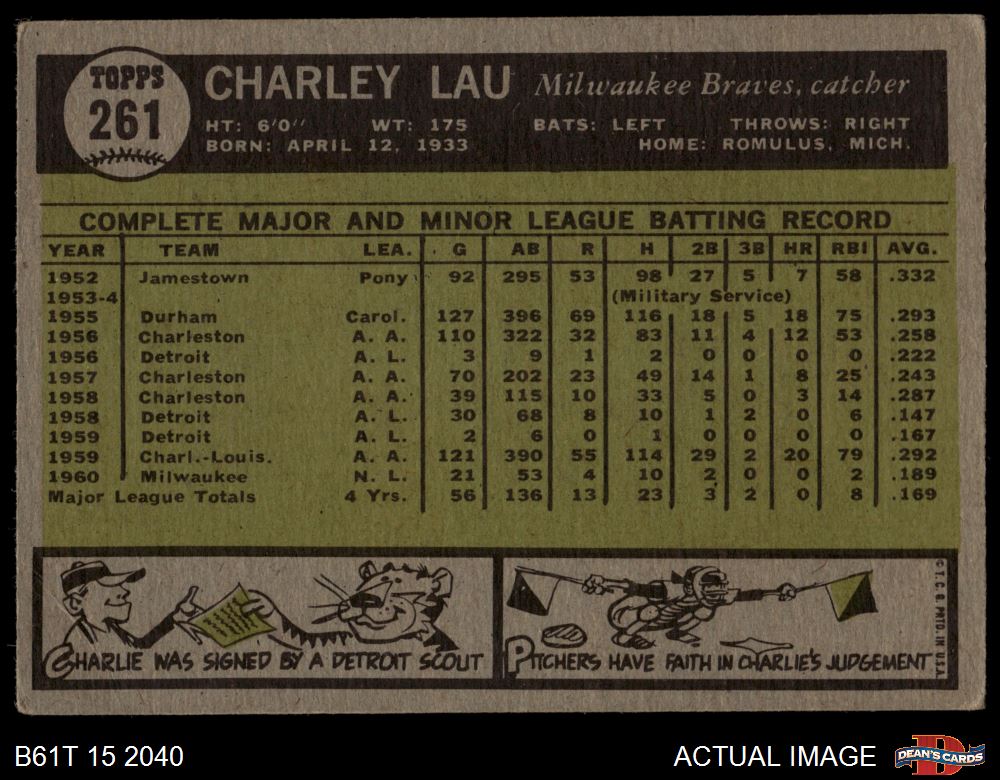 TOPPS
261
CHARLEY LAU Milwaukee Braves, catcher
HT: 6'0" WT: 175 BATS: LEFT THROWS: RIGHT
BORN: APRIL 12, 1933 HOME: ROMULUS, MICH.
COMPLETE MAJOR AND MINOR LEAGUE BATTING RECORD
YEAR TEAM LEA. G AB R H 2B 3B HR RBI AVG.
1952 Jamestown Pony 92 295 53 98 27 5 7 58 .332
1953-4 (Military Service)
1955 Durham Carol. 127 396 69 116 18 5 18 75 .293
1956 Charleston A. A. 110 322 32 83 11 4 12 53 .258
1956 Detroit A. L. 3 9 1 2 0 0 0 0 .222
1957 Charleston A. A. 70 202 23 49 14 1 8 25 .243
1958 Charleston A. A. 39 115 10 33 5 0 3 14 .287
1958 Detroit A. L. 30 68 8 10 1 2 0 6 .147
1959 Detroit A. L. 2 6 0 1 0 0 0 0 .167
1959 Charl.-Louis. A. A. 121 390 55 114 29 2 20 79 .292
1960 Milwaukee N. L. 21 53 4 10 2 0 0 2 .189
Major League Totals 4 Yrs. 56 136 13 23 3 2 0 8 .169
CHARLIE WAS SIGNED BY A DETROIT SCOUT
PITCHERS HAVE FAITH IN CHARLIE'S JUDGEMENT
© T. C. G. PRTD. IN U.S.A.
B61T 15 2040 ACTUAL IMAGE
DEAN'S CARDS